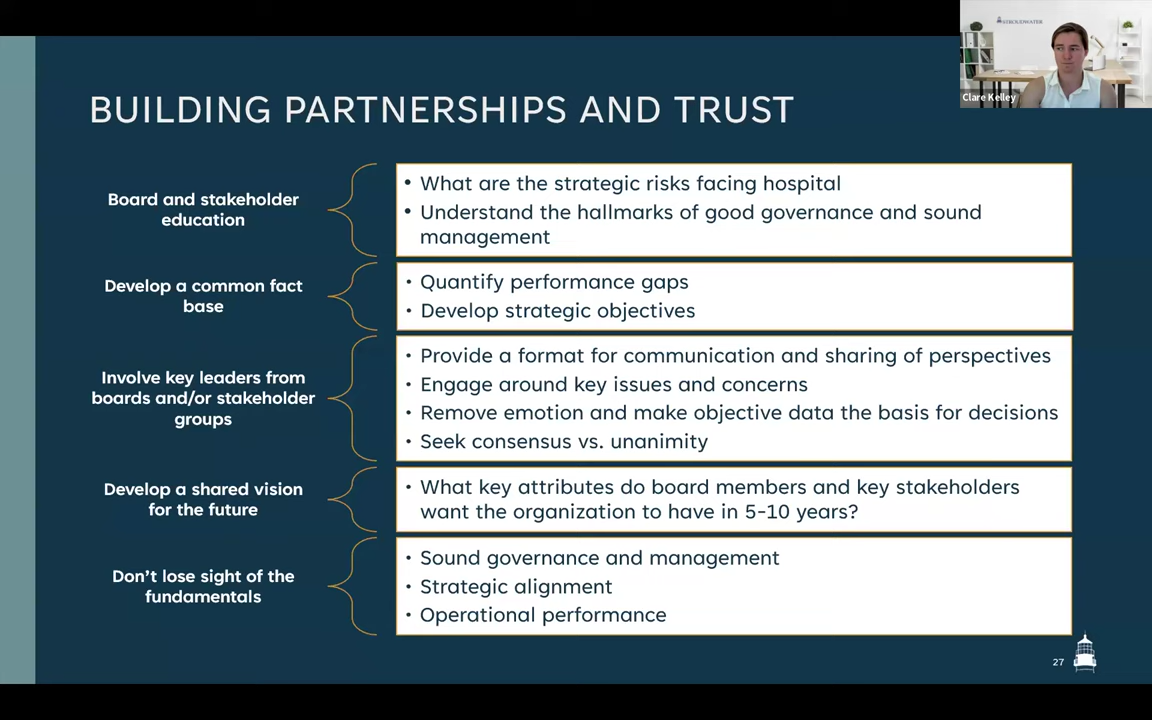 STROUDWATER
Clare Kelley
BUILDING PARTNERSHIPS AND TRUST
Board and stakeholder
education
• What are the strategic risks facing hospital
• Understand the hallmarks of good governance and sound
management
Develop a common fact
base
• Quantify performance gaps
• Develop strategic objectives
Involve key leaders from
boards and/or stakeholder
groups
• Provide a format for communication and sharing of perspectives
• Engage around key issues and concerns
• Remove emotion and make objective data the basis for decisions
• Seek consensus vs. unanimity
Develop a shared vision
for the future
• What key attributes do board members and key stakeholders
want the organization to have in 5-10 years?
Don't lose sight of the
fundamentals
• Sound governance and management
• Strategic alignment
• Operational performance
27